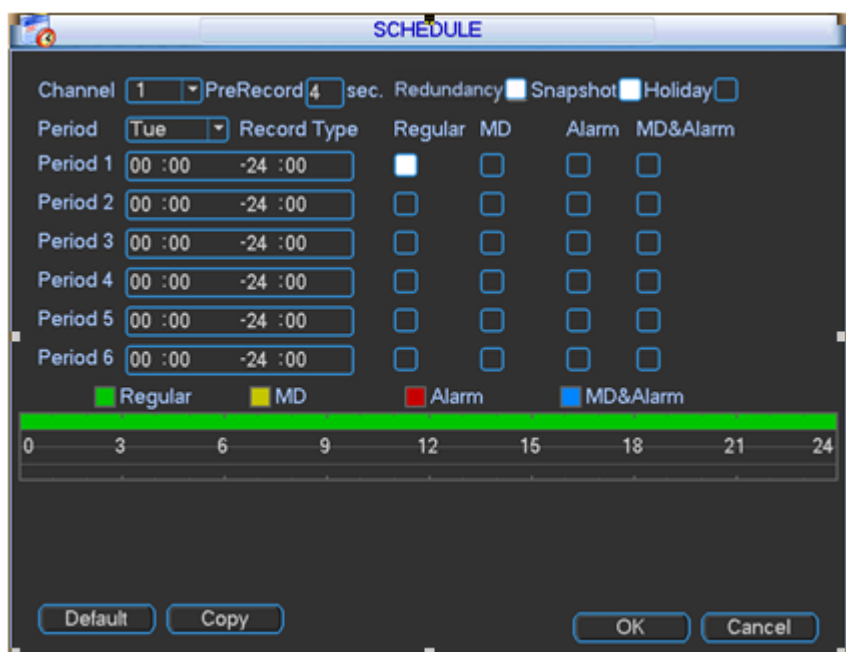 SCHEDULE
Channel 1 PreRecord 4 sec. Redundancy Snapshot Holiday
Period Tue Record Type Regular MD Alarm MD&Alarm
Period 1 00 :00 -24 :00
Period 2 00 :00 -24 :00
Period 3 00 :00 -24 :00
Period 4 00 :00 -24 :00
Period 5 00 :00 -24 :00
Period 6 00 :00 -24 :00
Regular MD Alarm MD&Alarm
0 3 6 9 12 15 18 21 24
Default Copy OK Cancel